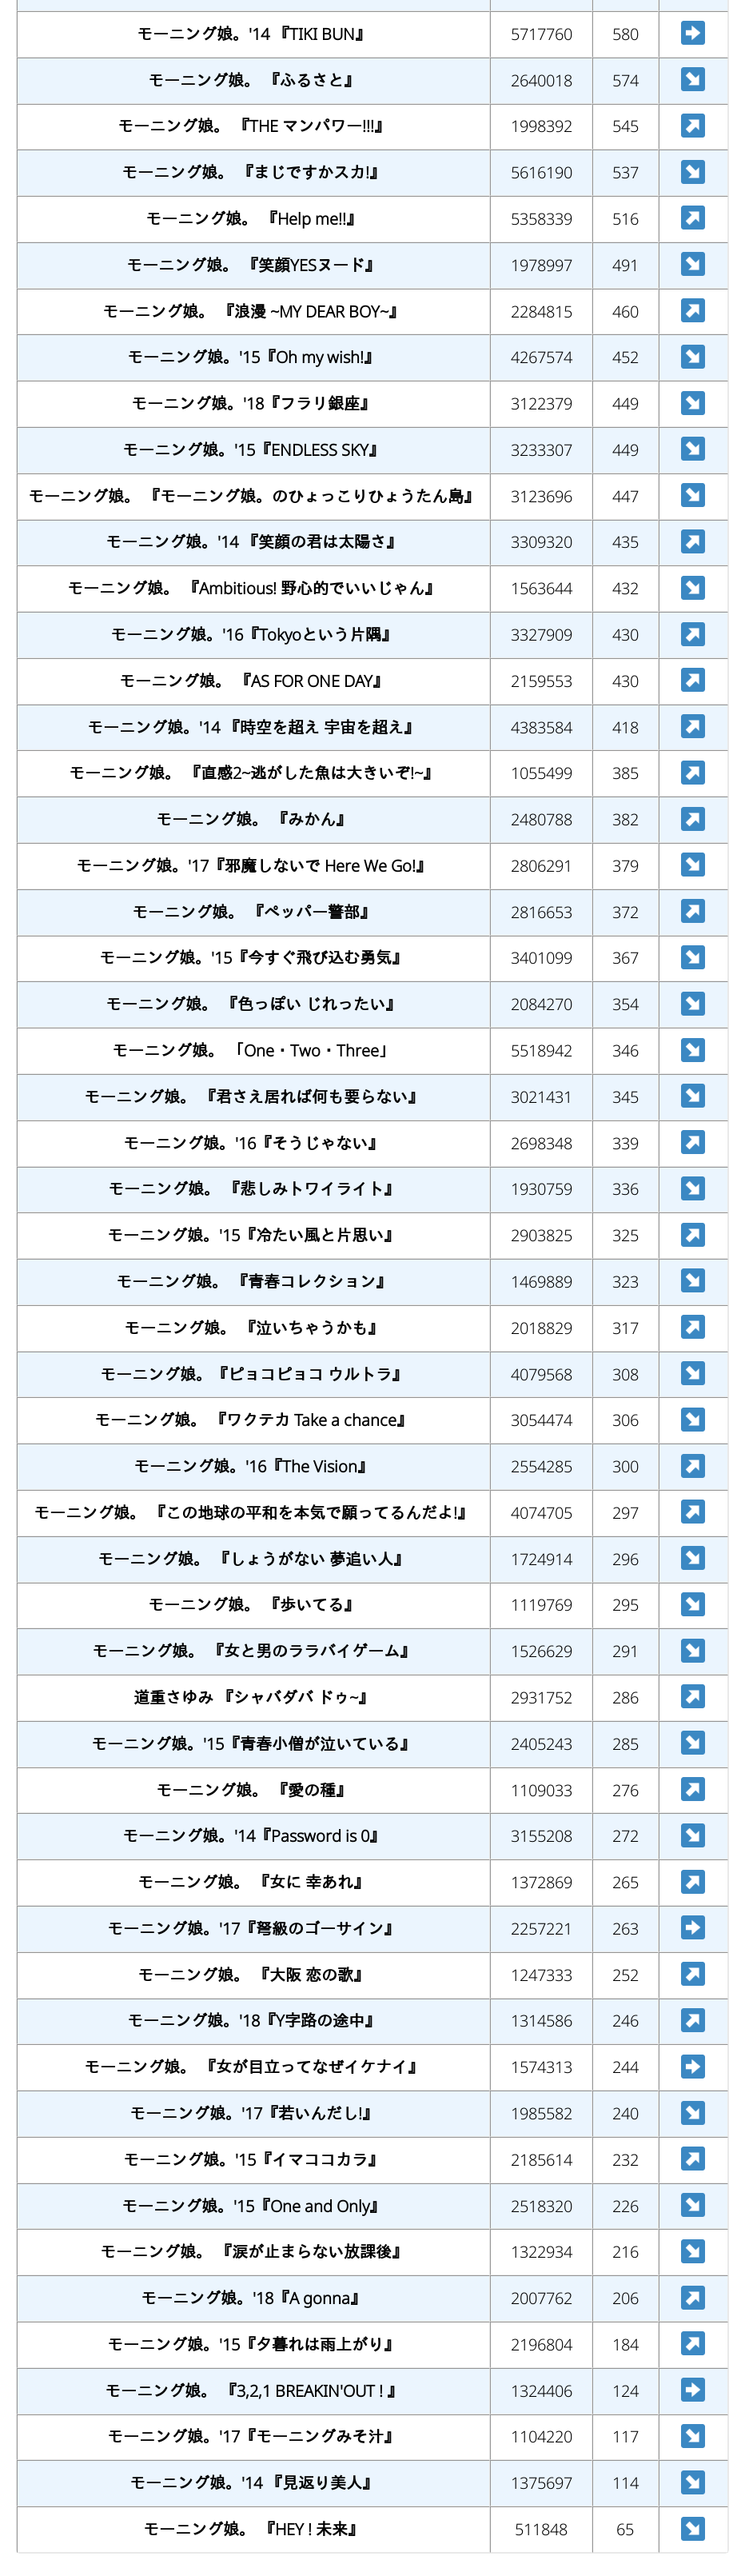 モーニング娘。'14 『TIKI BUN』 5717760 580 ➡
モーニング娘。 『ふるさと』 2640018 574 ↘
モーニング娘。 『THE マンパワー!!!』 1998392 545 ↗
モーニング娘。 『まじですかスカ!』 5616190 537 ↘
モーニング娘。 『Help me!!』 5358339 516 ↗
モーニング娘。 『笑顔YESヌード』 1978997 491 ↘
モーニング娘。 『浪漫 ~MY DEAR BOY~』 2284815 460 ↗
モーニング娘。'15『Oh my wish!』 4267574 452 ↘
モーニング娘。'18『フラリ銀座』 3122379 449 ↘
モーニング娘。'15『ENDLESS SKY』 3233307 449 ↘
モーニング娘。 『モーニング娘。のひょっこりひょうたん島』 3123696 447 ↘
モーニング娘。'14 『笑顔の君は太陽さ』 3309320 435 ↗
モーニング娘。 『Ambitious! 野心的でいいじゃん』 1563644 432 ↘
モーニング娘。'16『Tokyoという片隅』 3327909 430 ↗
モーニング娘。 『AS FOR ONE DAY』 2159553 430 ↗
モーニング娘。'14 『時空を超え 宇宙を超え』 4383584 418 ↗
モーニング娘。 『直感2~逃がした魚は大きいぞ!~』 1055499 385 ↗
モーニング娘。 『みかん』 2480788 382 ↗
モーニング娘。'17『邪魔しないで Here We Go!』 2806291 379 ↘
モーニング娘。 『ペッパー警部』 2816653 372 ↗
モーニング娘。'15『今すぐ飛び込む勇気』 3401099 367 ↘
モーニング娘。 『色っぽい じれったい』 2084270 354 ↘
モーニング娘。 「One・Two・Three」 5518942 346 ↘
モーニング娘。 『君さえ居れば何も要らない』 3021431 345 ↘
モーニング娘。'16『そうじゃない』 2698348 339 ↗
モーニング娘。 『悲しみトワイライト』 1930759 336 ↘
モーニング娘。'15『冷たい風と片思い』 2903825 325 ↗
モーニング娘。 『青春コレクション』 1469889 323 ↘
モーニング娘。 『泣いちゃうかも』 2018829 317 ↗
モーニング娘。『ピョコピョコ ウルトラ』 4079568 308 ↘
モーニング娘。 『ワクテカ Take a chance』 3054474 306 ↘
モーニング娘。'16『The Vision』 2554285 300 ↗
モーニング娘。 『この地球の平和を本気で願ってるんだよ!』 4074705 297 ↗
モーニング娘。 『しょうがない 夢追い人』 1724914 296 ↘
モーニング娘。 『歩いてる』 1119769 295 ↘
モーニング娘。 『女と男のララバイゲーム』 1526629 291 ↘
道重さゆみ 『シャバダバ ドゥ~』 2931752 286 ↗
モーニング娘。'15『青春小僧が泣いている』 2405243 285 ↘
モーニング娘。 『愛の種』 1109033 276 ↗
モーニング娘。'14『Password is 0』 3155208 272 ↘
モーニング娘。 『女に 幸あれ』 1372869 265 ↗
モーニング娘。'17『弩級のゴーサイン』 2257221 263 ➡
モーニング娘。 『大阪 恋の歌』 1247333 252 ↗
モーニング娘。'18『Y字路の途中』 1314586 246 ↗
モーニング娘。 『女が目立ってなぜイケナイ』 1574313 244 ➡
モーニング娘。'17『若いんだし!』 1985582 240 ↘
モーニング娘。'15『イマココカラ』 2185614 232 ↗
モーニング娘。'15『One and Only』 2518320 226 ↘
モーニング娘。 『涙が止まらない放課後』 1322934 216 ↘
モーニング娘。'18『A gonna』 2007762 206 ↗
モーニング娘。'15『夕暮れは雨上がり』 2196804 184 ↗
モーニング娘。 『3,2,1 BREAKIN'OUT ! 』 1324406 124 ➡
モーニング娘。'17『モーニングみそ汁』 1104220 117 ↘
モーニング娘。'14 『見返り美人』 1375697 114 ↘
モーニング娘。 『HEY ! 未来』 511848 65 ↘